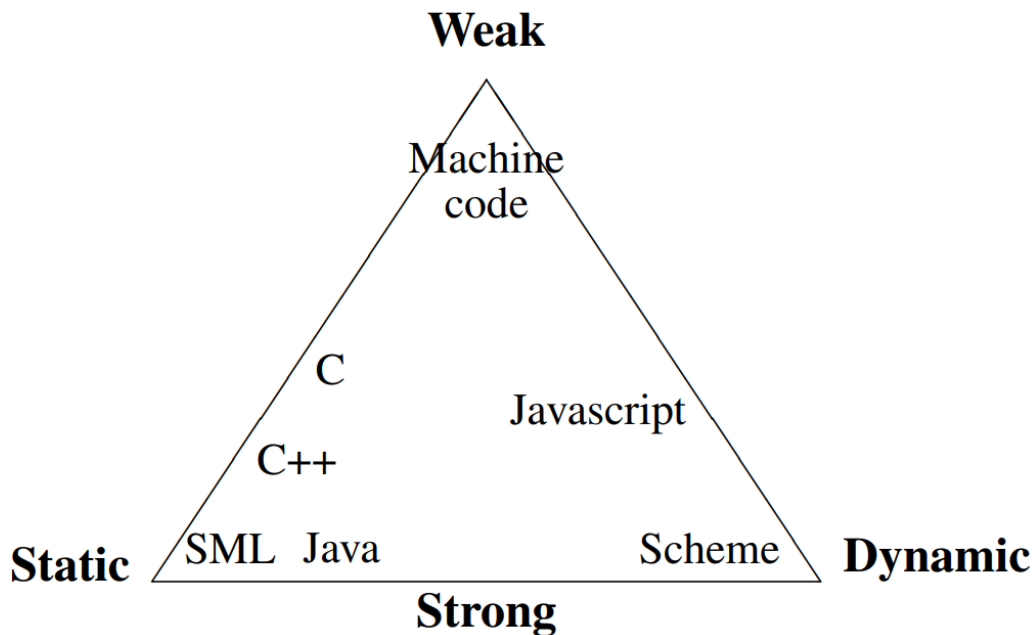 Weak
Machine
code
C
Javascript
C++
SML Java Scheme
Static Dynamic
Strong